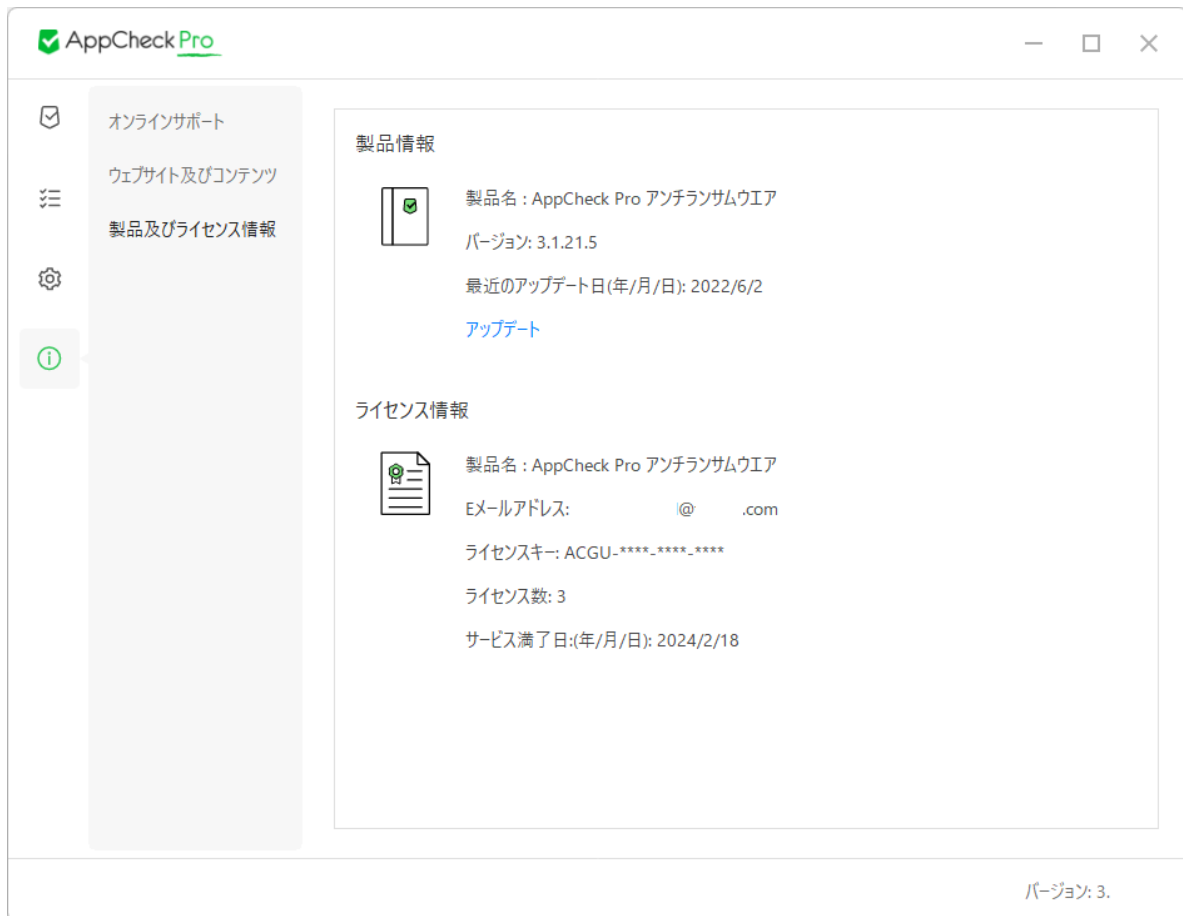 AppCheck Pro
オンラインサポート
ウェブサイト及びコンテンツ
製品及びライセンス情報
製品情報
製品名 : AppCheck Pro アンチランサムウエア
バージョン: 3.1.21.5
最近のアップデート日(年/月/日): 2022/6/2
アップデート
ライセンス情報
製品名 : AppCheck Pro アンチランサムウエア
Eメールアドレス: @ .com
ライセンスキー: ACGU-****-****-****
ライセンス数: 3
サービス満了日:(年/月/日): 2024/2/18
バージョン: 3.